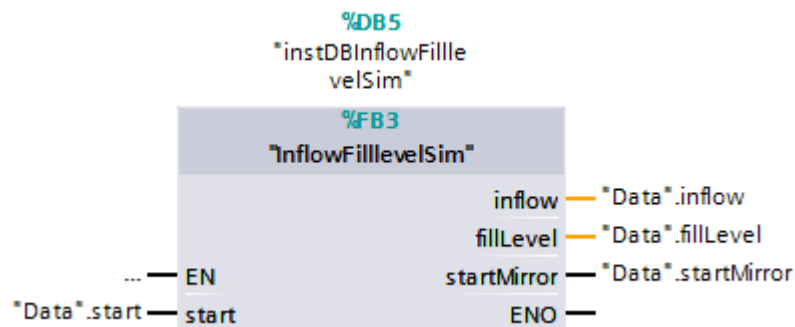 %DB5
"instDBInflowFillle
velSim"
%FB3
"InflowFilllevelSim"
inflow "Data".inflow
fillLevel "Data".fillLevel
... EN startMirror "Data".startMirror
"Data".start start ENO